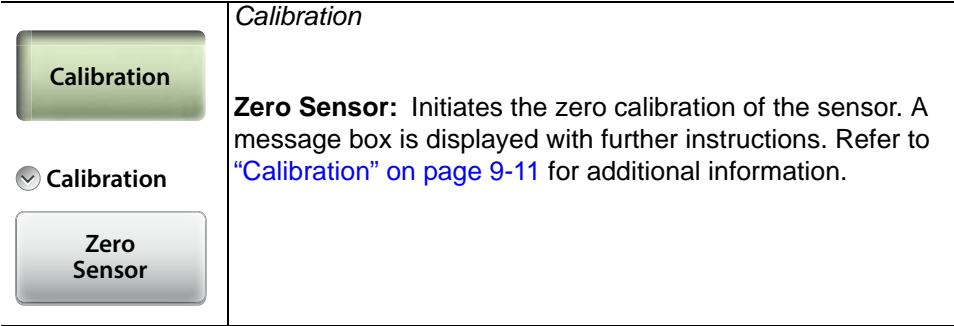 Calibration
Calibration
Zero
Sensor
Calibration
Zero Sensor: Initiates the zero calibration of the sensor. A
message box is displayed with further instructions. Refer to
“Calibration” on page 9-11 for additional information.